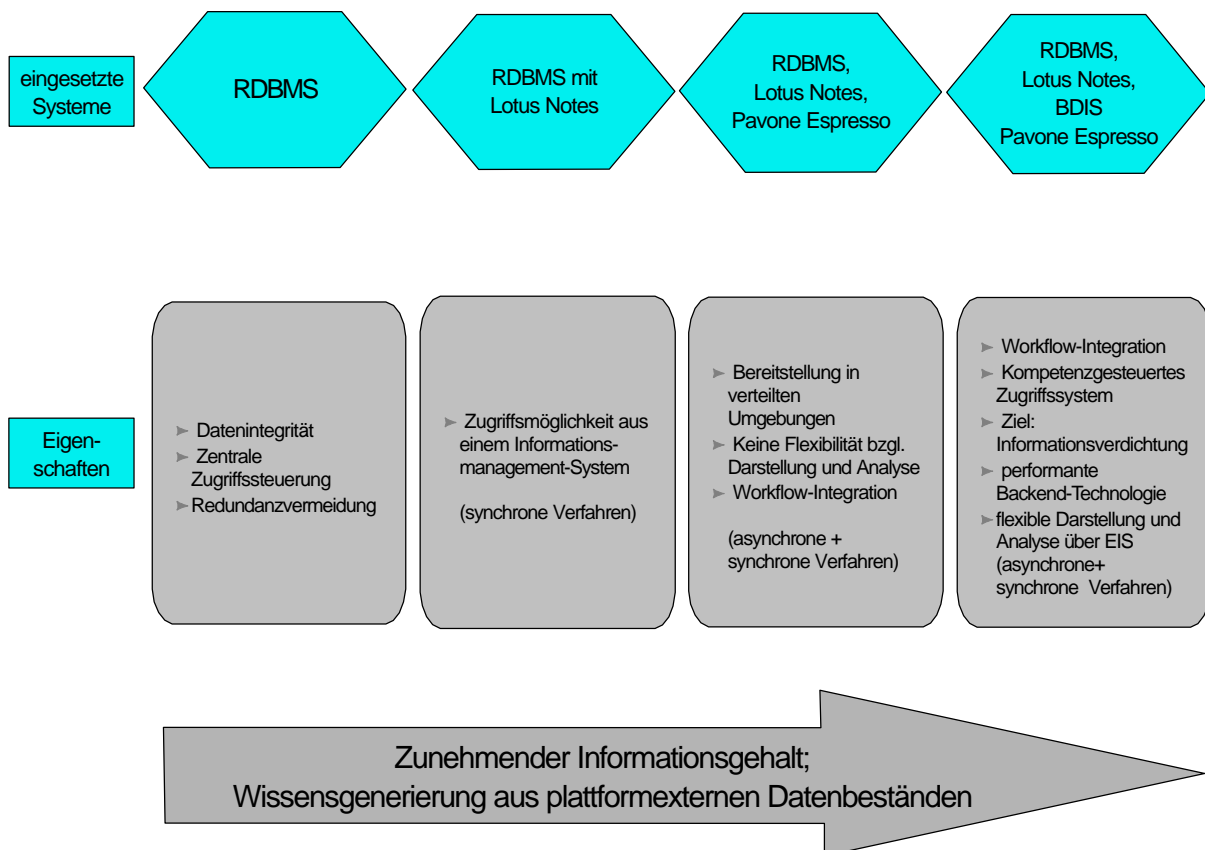 eingesetzte
Systeme
RDBMS
RDBMS mit
Lotus Notes
RDBMS,
Lotus Notes,
Pavone Espresso
RDBMS,
Lotus Notes,
BDIS
Pavone Espresso
Eigen-
schaften
➢ Datenintegrität
➢ Zentrale
Zugriffssteuerung
➢ Redundanzvermeidung
➢ Zugriffsmöglichkeit aus
einem Informations-
management-System
(synchrone Verfahren)
➢ Bereitstellung in
verteilten
Umgebungen
➢ Keine Flexibilität bzgl.
Darstellung und Analyse
➢ Workflow-Integration
(asynchrone +
synchrone Verfahren)
➢ Workflow-Integration
➢ Kompetenzgesteuertes
Zugriffssystem
➢ Ziel:
Informationsverdichtung
➢ performante
Backend-Technologie
➢ flexible Darstellung und
Analyse über EIS
(asynchrone+
synchrone Verfahren)
Zunehmender Informationsgehalt;
Wissensgenerierung aus plattformexternen Datenbeständen